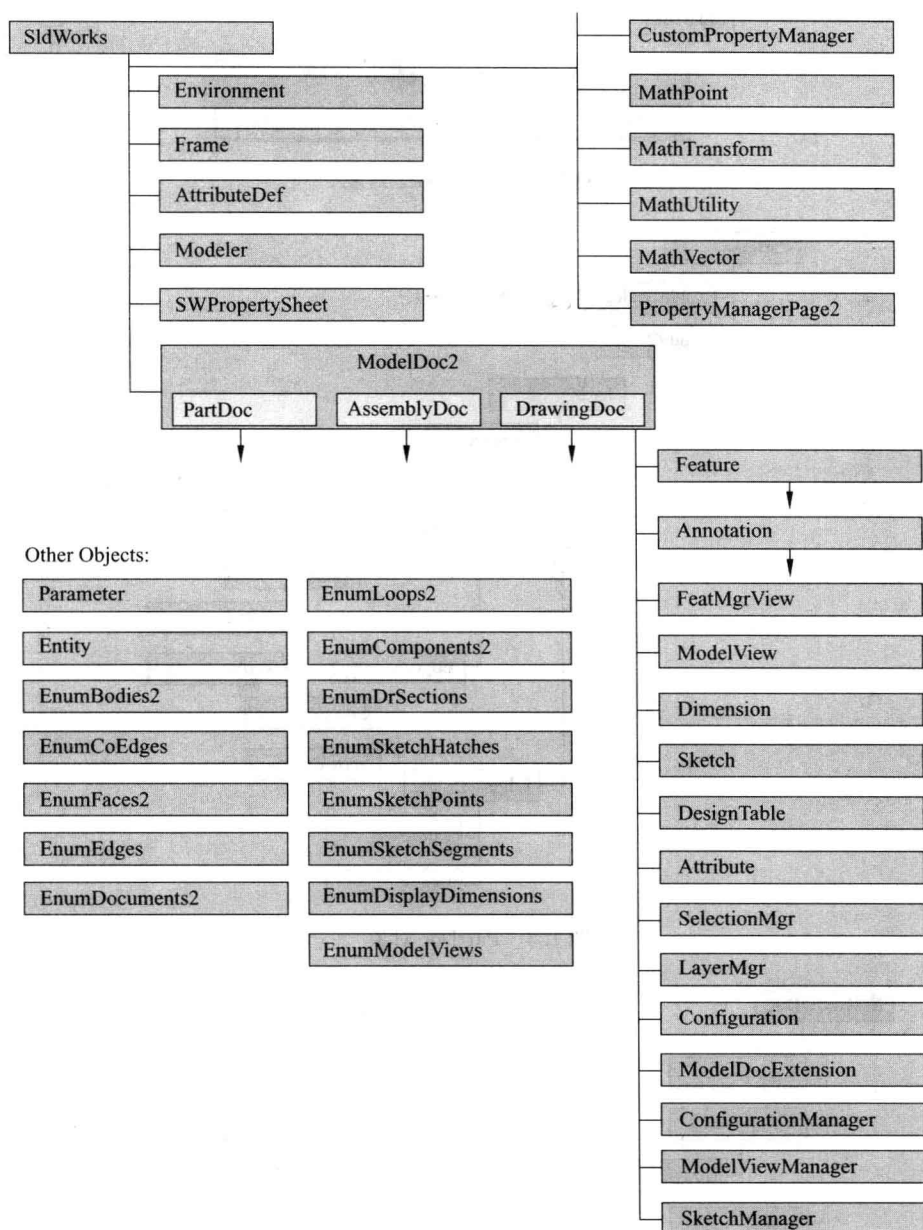 SldWorks
Environment
Frame
AttributeDef
Modeler
SWPropertySheet
CustomPropertyManager
MathPoint
MathTransform
MathUtility
MathVector
PropertyManagerPage2
ModelDoc2
PartDoc
AssemblyDoc
DrawingDoc
Feature
Annotation
FeatMgrView
ModelView
Dimension
Sketch
DesignTable
Attribute
SelectionMgr
LayerMgr
Configuration
ModelDocExtension
ConfigurationManager
ModelViewManager
SketchManager
Other Objects:
Parameter
Entity
EnumBodies2
EnumCoEdges
EnumFaces2
EnumEdges
EnumDocuments2
EnumLoops2
EnumComponents2
EnumDrSections
EnumSketchHatches
EnumSketchPoints
EnumSketchSegments
EnumDisplayDimensions
EnumModelViews